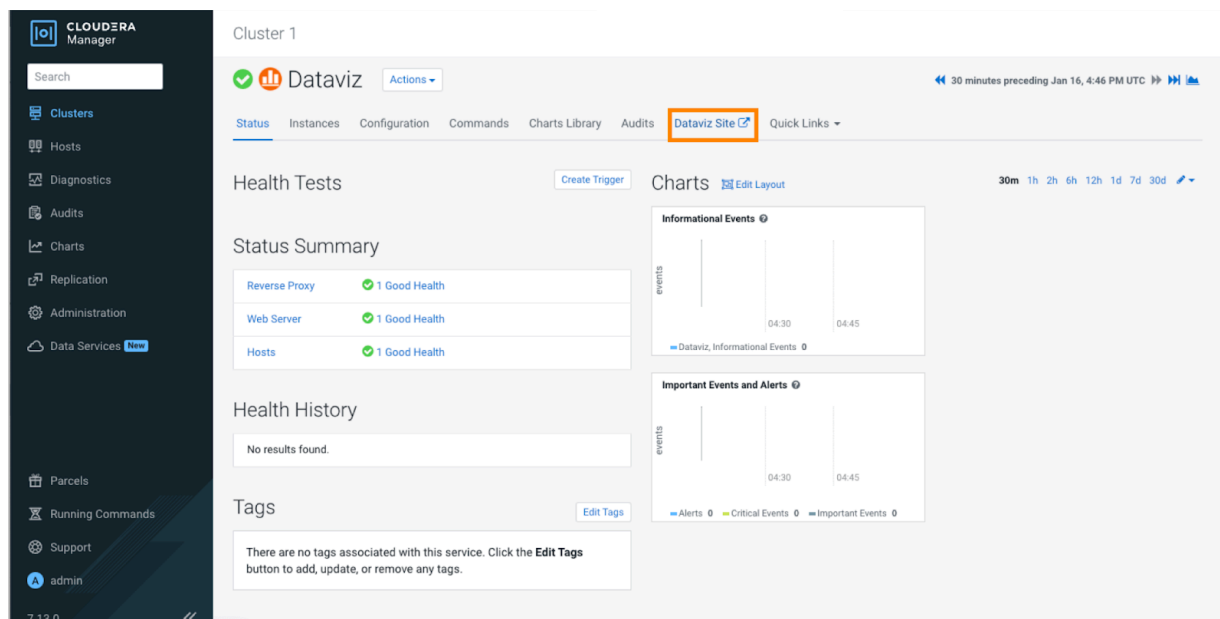 CLOUDERA
Manager
Search
Clusters
Hosts
Diagnostics
Audits
Charts
Replication
Administration
Data Services New
Parcels
Running Commands
Support
A admin
7.13.0
Cluster 1
Dataviz Actions
30 minutes preceding Jan 16, 4:46 PM UTC
Status Instances Configuration Commands Charts Library Audits Dataviz Site Quick Links
Health Tests Create Trigger
Status Summary
Reverse Proxy 1 Good Health
Web Server 1 Good Health
Hosts 1 Good Health
Health History
No results found.
Tags Edit Tags
There are no tags associated with this service. Click the Edit Tags
button to add, update, or remove any tags.
Charts Edit Layout
30m 1h 2h 6h 12h 1d 7d 30d
Informational Events
events
04:30 04:45
Dataviz, Informational Events 0
Important Events and Alerts
events
04:30 04:45
Alerts 0 Critical Events 0 Important Events 0